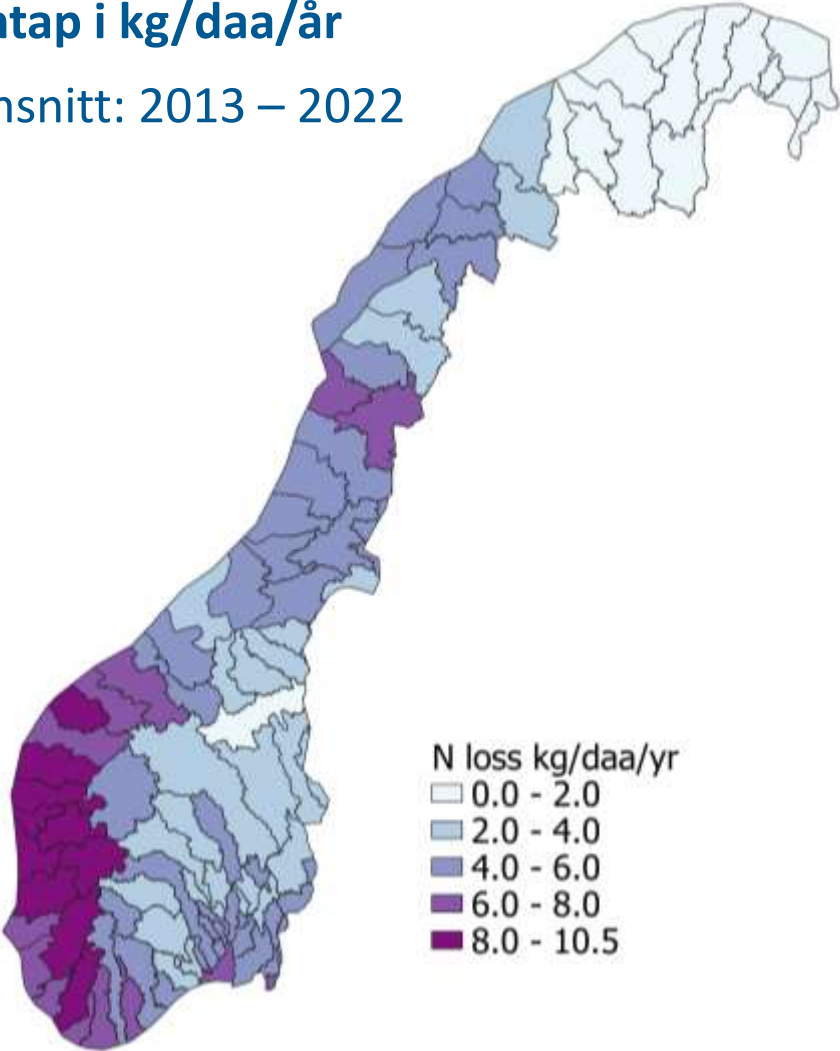 ntap i kg/daa/år
nsnitt: 2013 – 2022
N loss kg/daa/yr
0.0 - 2.0
2.0 - 4.0
4.0 - 6.0
6.0 - 8.0
8.0 - 10.5